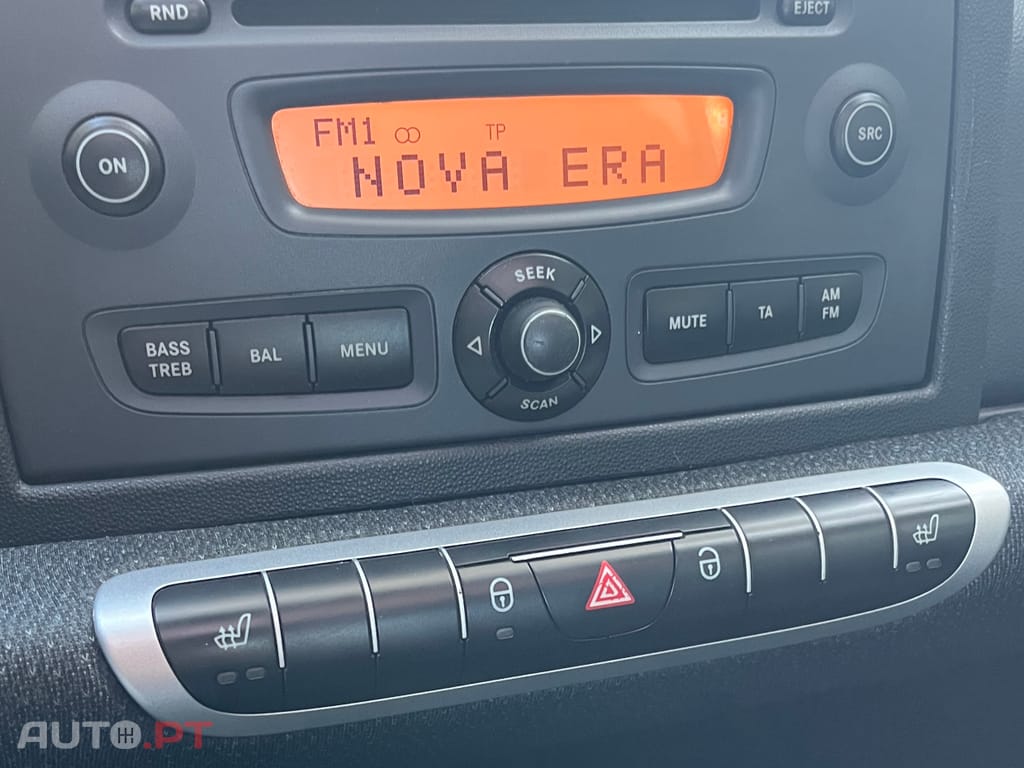 RND
EJECT
ON
FM1 TP
NOVA ERA
SRC
SEEK
BASS
TREB
BAL
MENU
MUTE
TA
AM
FM
SCAN
AUTO.PT